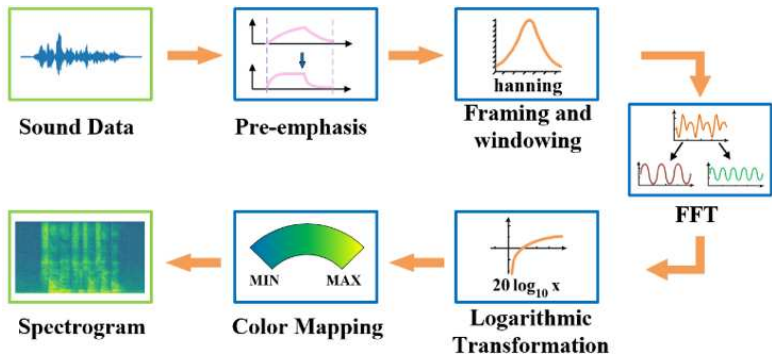 hanning
Sound Data
Pre-emphasis
Framing and
windowing
FFT
20 log₁₀ x
Logarithmic
Transformation
MIN MAX
Color Mapping
Spectrogram